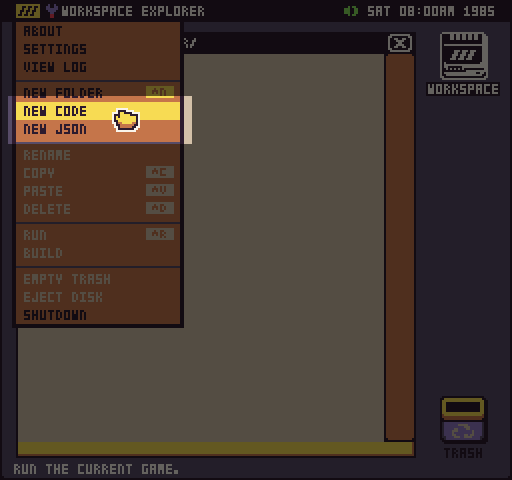 WORKSPACE EXPLORER SAT 08:00AM 1985
ABOUT
SETTINGS
VIEW LOG
NEW FOLDER
NEW CODE
NEW JSON
RENAME
COPY ^C
PASTE ^V
DELETE ^D
RUN ^R
BUILD
EMPTY TRASH
EJECT DISK
SHUTDOWN
WORKSPACE
TRASH
RUN THE CURRENT GAME.